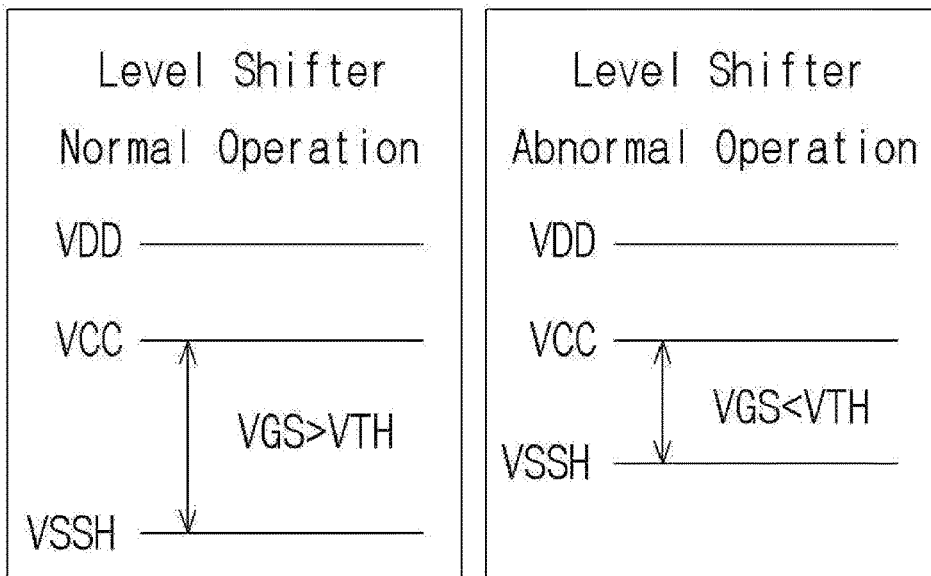 Level Shifter
Normal Operation
VDD
VCC
VGS>VTH
VSSH
Level Shifter
Abnormal Operation
VDD
VCC
VGS<VTH
VSSH